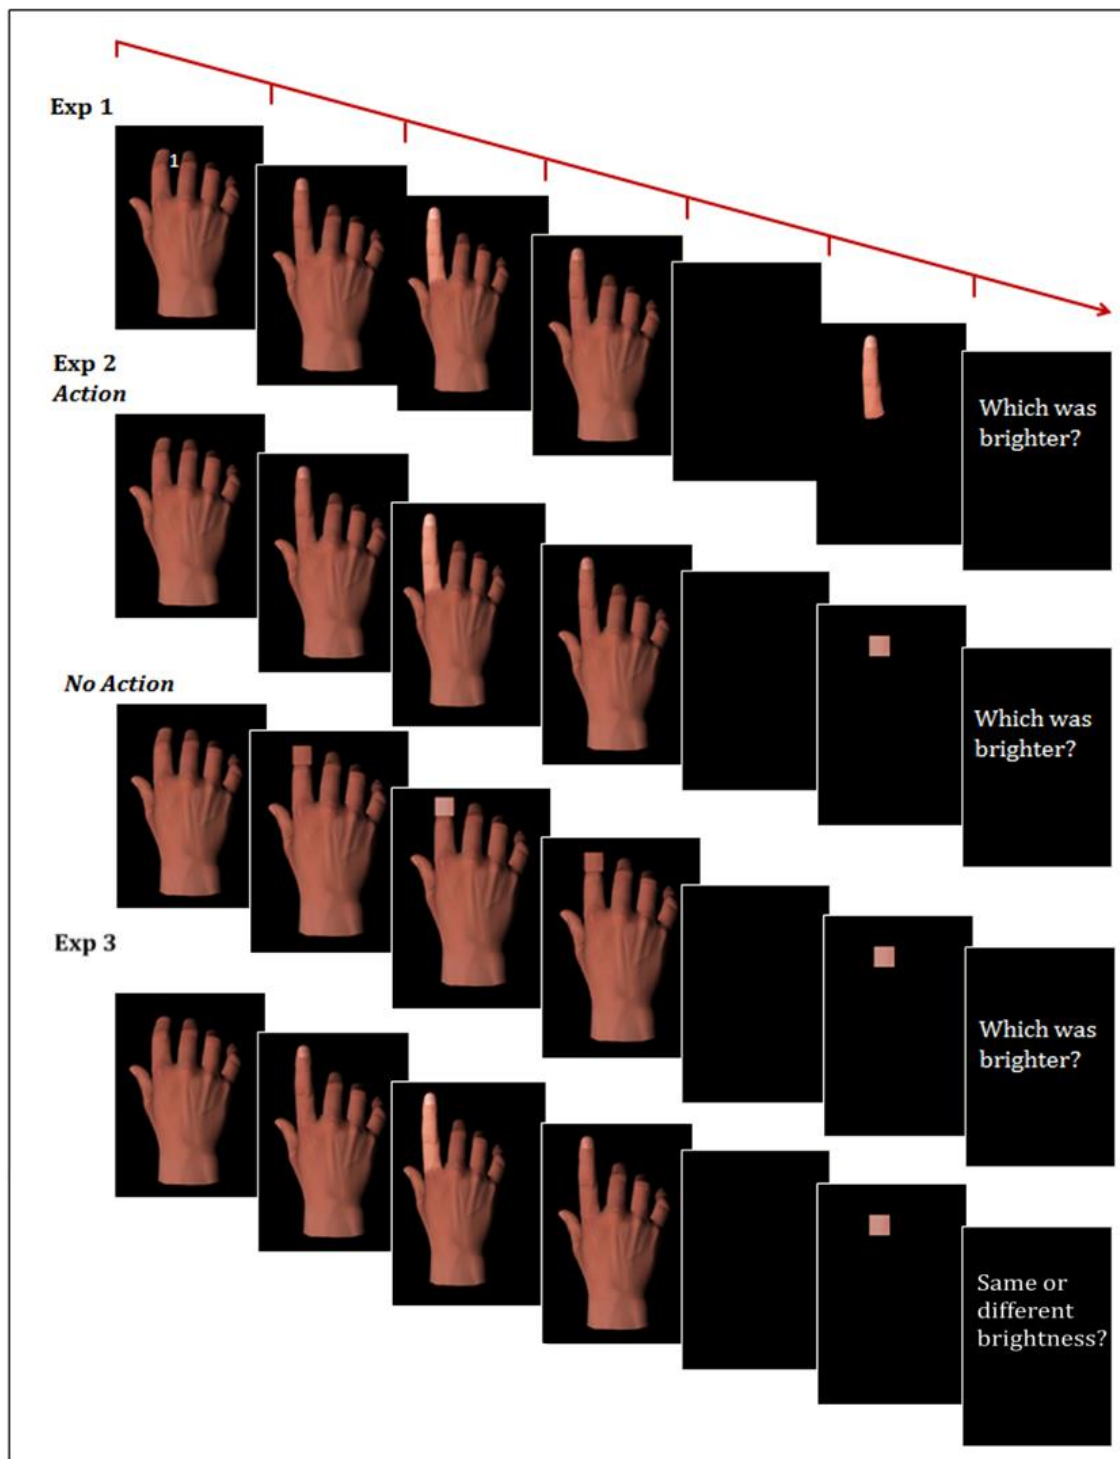 Exp 1
1
Which was
brighter?
Exp 2
Action
Which was
brighter?
No Action
Which was
brighter?
Exp 3
Same or
different
brightness?